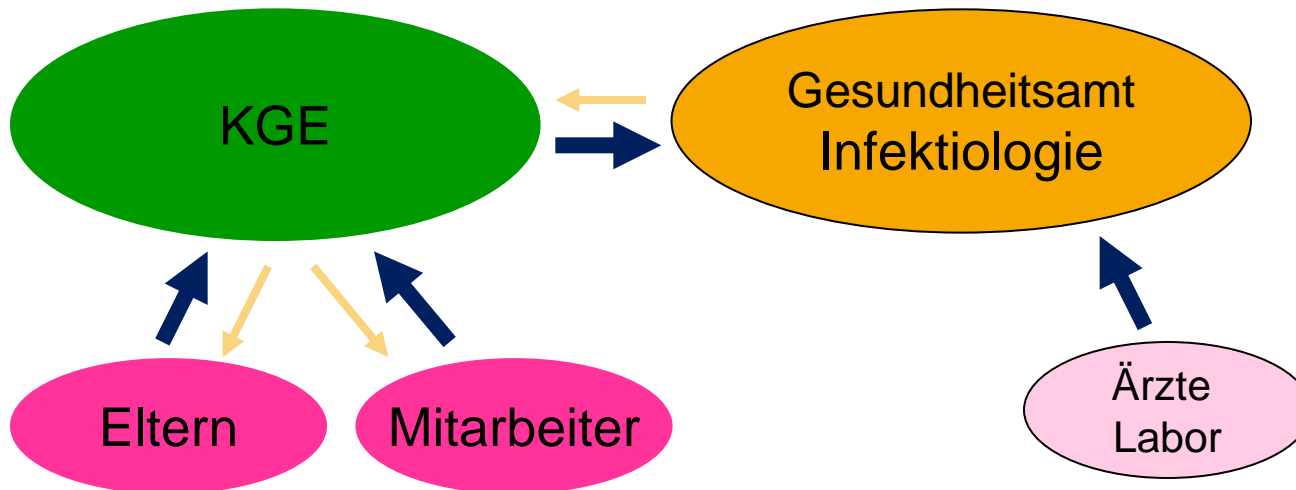 KGE
Gesundheitsamt
Infektiologie
Eltern
Mitarbeiter
Ärzte
Labor